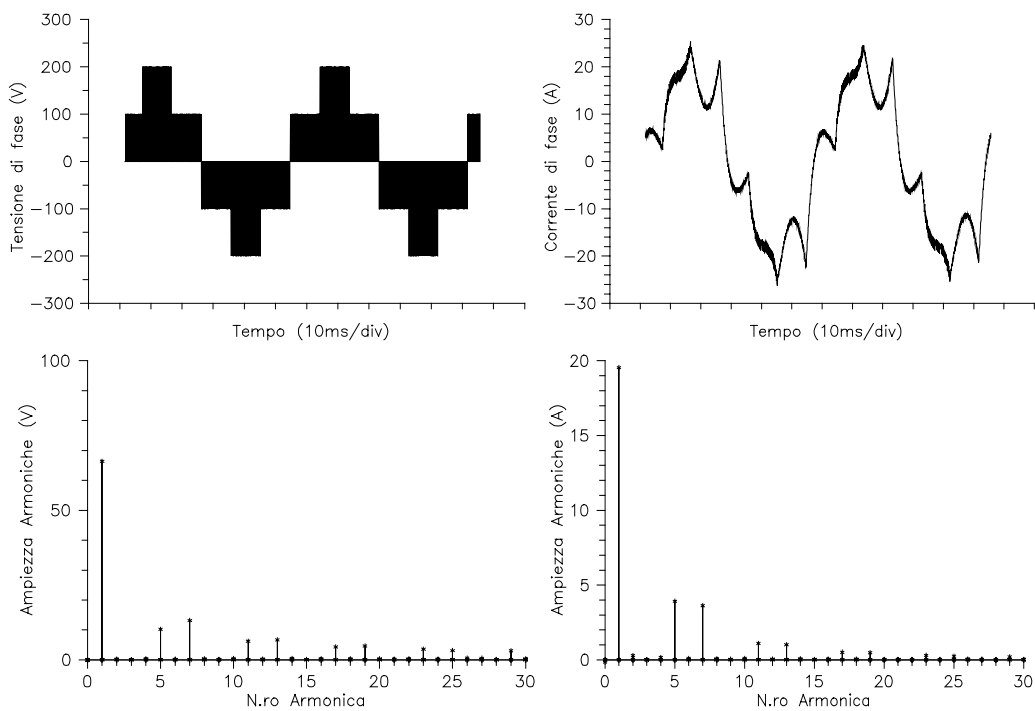 Tensione di fase (V)
300
200
100
0
−100
−200
−300
Tempo (10ms/div)
Corrente di fase (A)
30
20
10
0
−10
−20
−30
Tempo (10ms/div)
Ampiezza Armoniche (V)
100
50
0
0 5 10 15 20 25 30
N.ro Armonica
Ampiezza Armoniche (A)
20
15
10
5
0
0 5 10 15 20 25 30
N.ro Armonica